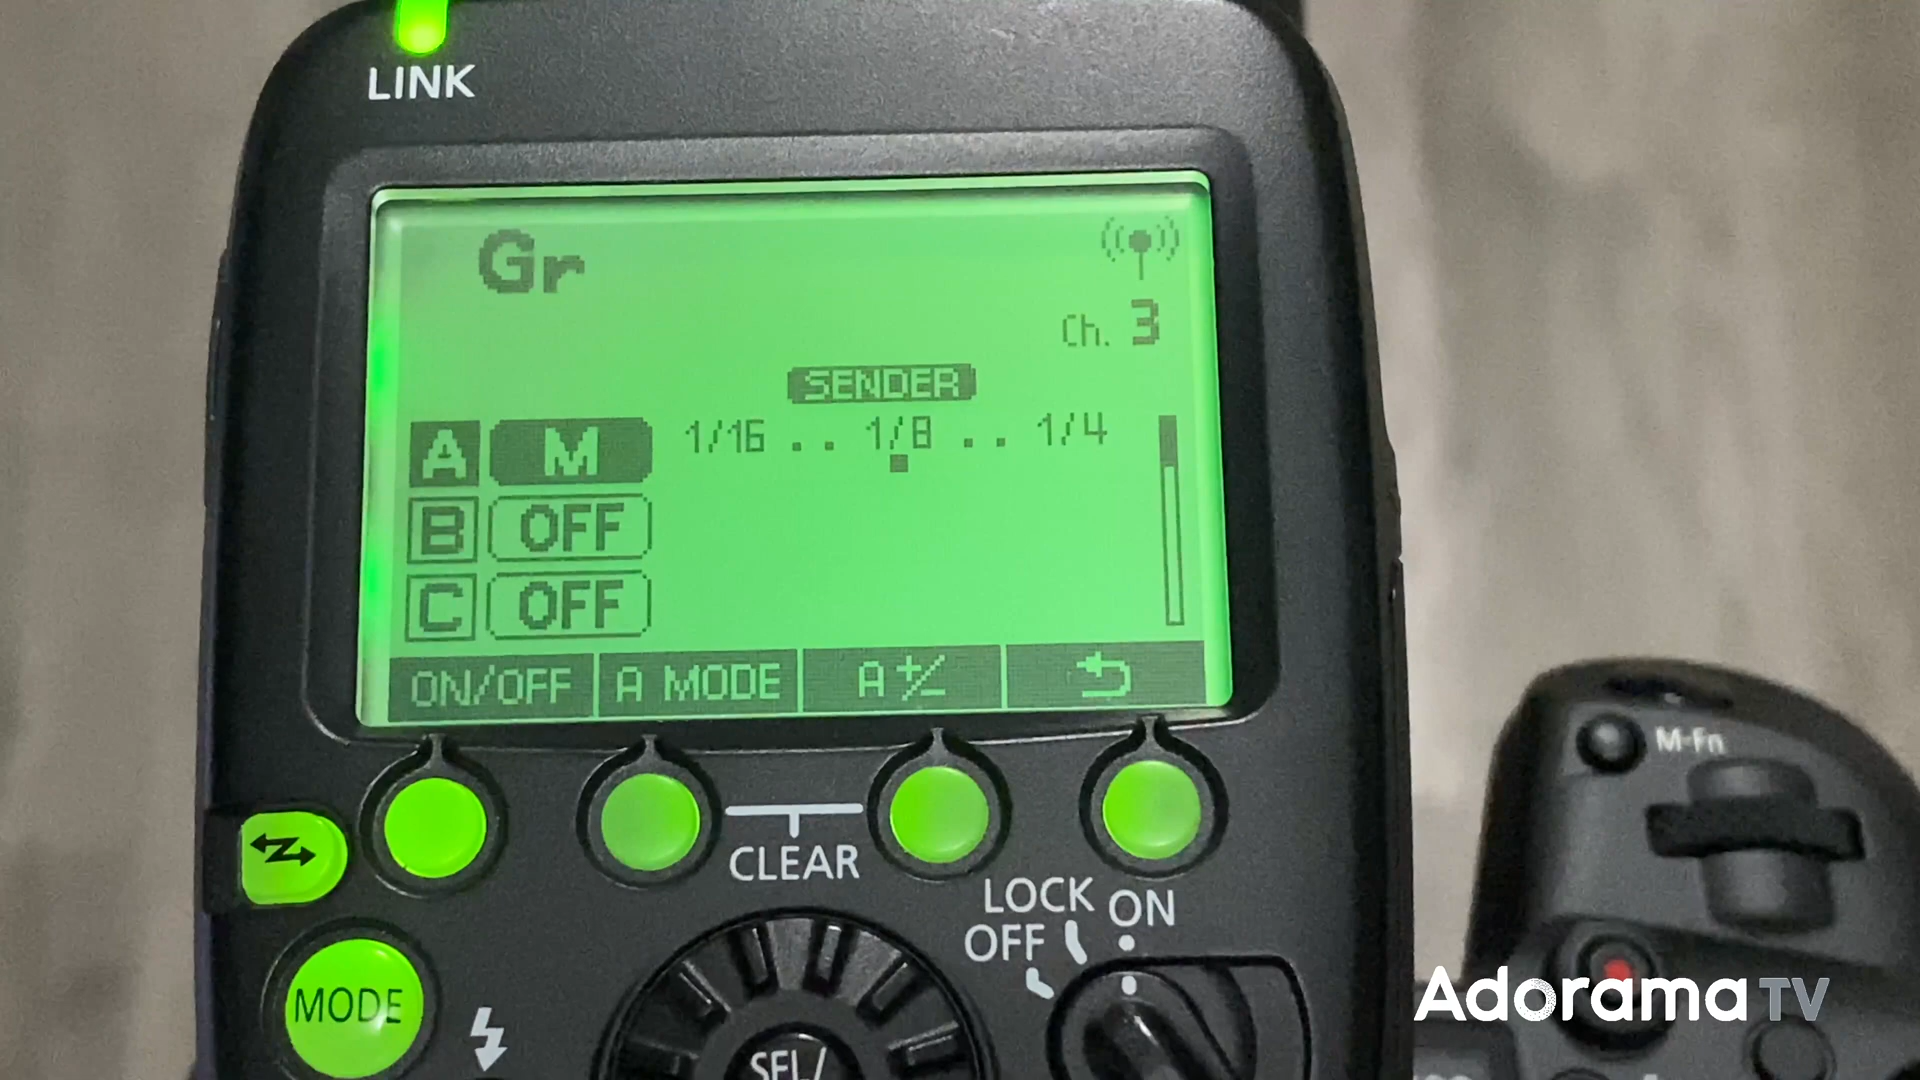 LINK
Gr
Ch. 3
SENDER
A M 1/16 .. 1/8 .. 1/4
B OFF
C OFF
ON/OFF A MODE A +/-
CLEAR
LOCK ON
OFF
MODE
SEL/
M-Fn
Adorama TV